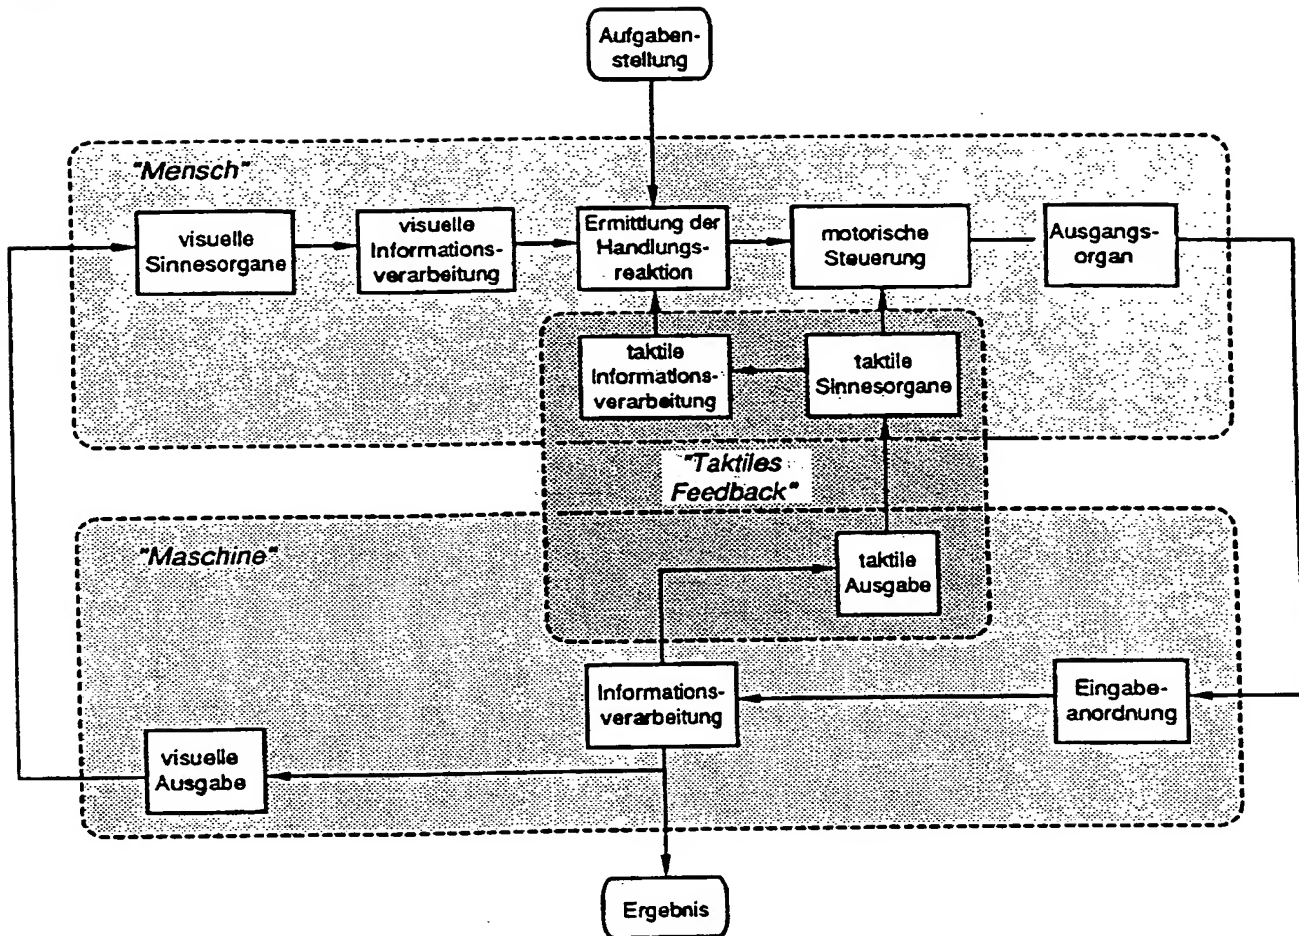 Aufgaben-
stellung
"Mensch"
visuelle
Sinnesorgane
visuelle
Informations-
verarbeitung
Ermittlung der
Handlungs-
reaktion
motorische
Steuerung
Ausgangs-
organ
taktile
Informations-
verarbeitung
taktile
Sinnesorgane
"Taktiles
Feedback"
"Maschine"
taktile
Ausgabe
Informations-
verarbeitung
Eingabe-
anordnung
visuelle
Ausgabe
Ergebnis